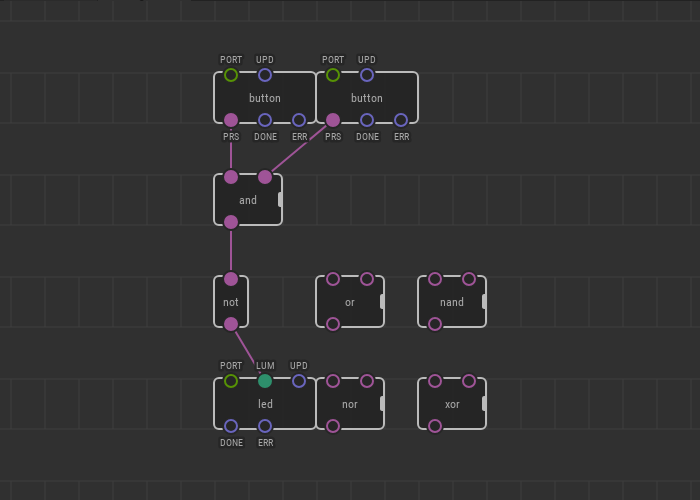 PORT UPD PORT UPD
button button
PRS DONE ERR PRS DONE ERR
and
not or nand
PORT LUM UPD
led nor xor
DONE ERR